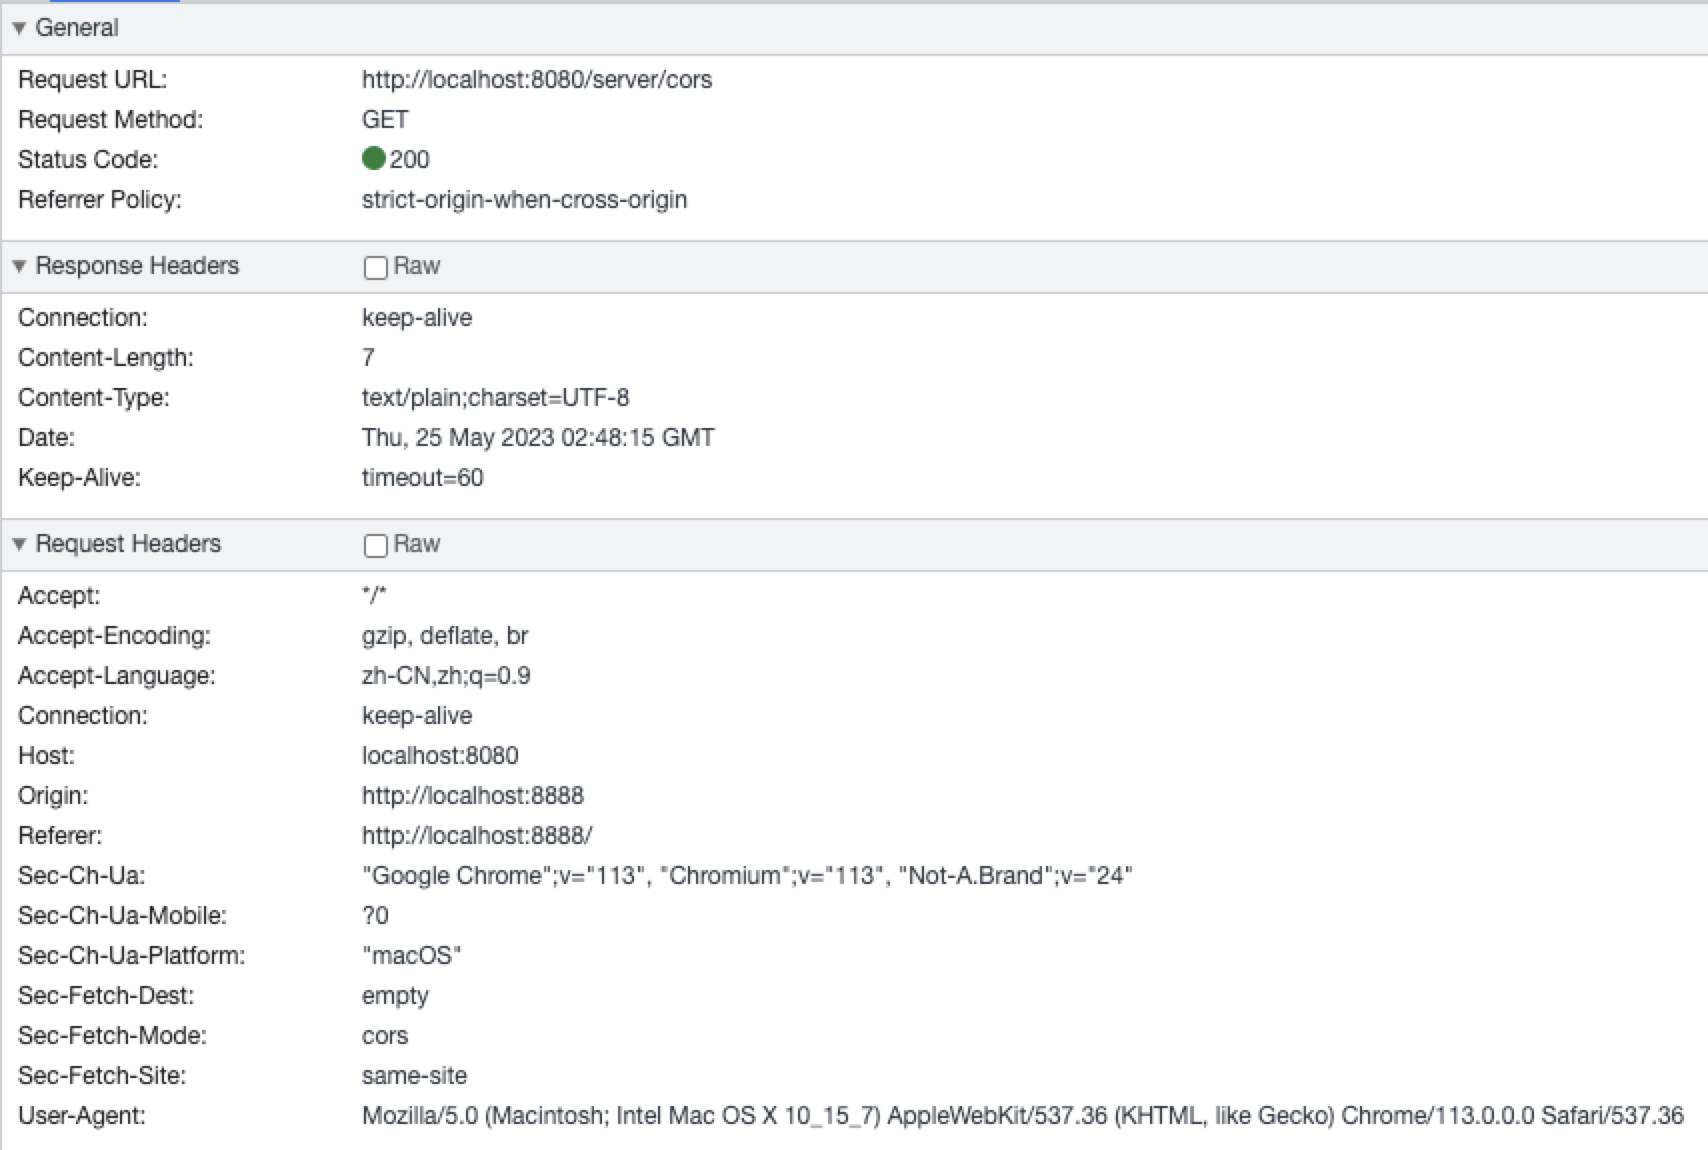 General
Request URL: http://localhost:8080/server/cors
Request Method: GET
Status Code: 200
Referrer Policy: strict-origin-when-cross-origin
Response Headers Raw
Connection: keep-alive
Content-Length: 7
Content-Type: text/plain;charset=UTF-8
Date: Thu, 25 May 2023 02:48:15 GMT
Keep-Alive: timeout=60
Request Headers Raw
Accept: */*
Accept-Encoding: gzip, deflate, br
Accept-Language: zh-CN,zh;q=0.9
Connection: keep-alive
Host: localhost:8080
Origin: http://localhost:8888
Referer: http://localhost:8888/
Sec-Ch-Ua: "Google Chrome";v="113", "Chromium";v="113", "Not-A.Brand";v="24"
Sec-Ch-Ua-Mobile: ?0
Sec-Ch-Ua-Platform: "macOS"
Sec-Fetch-Dest: empty
Sec-Fetch-Mode: cors
Sec-Fetch-Site: same-site
User-Agent: Mozilla/5.0 (Macintosh; Intel Mac OS X 10_15_7) AppleWebKit/537.36 (KHTML, like Gecko) Chrome/113.0.0.0 Safari/537.36